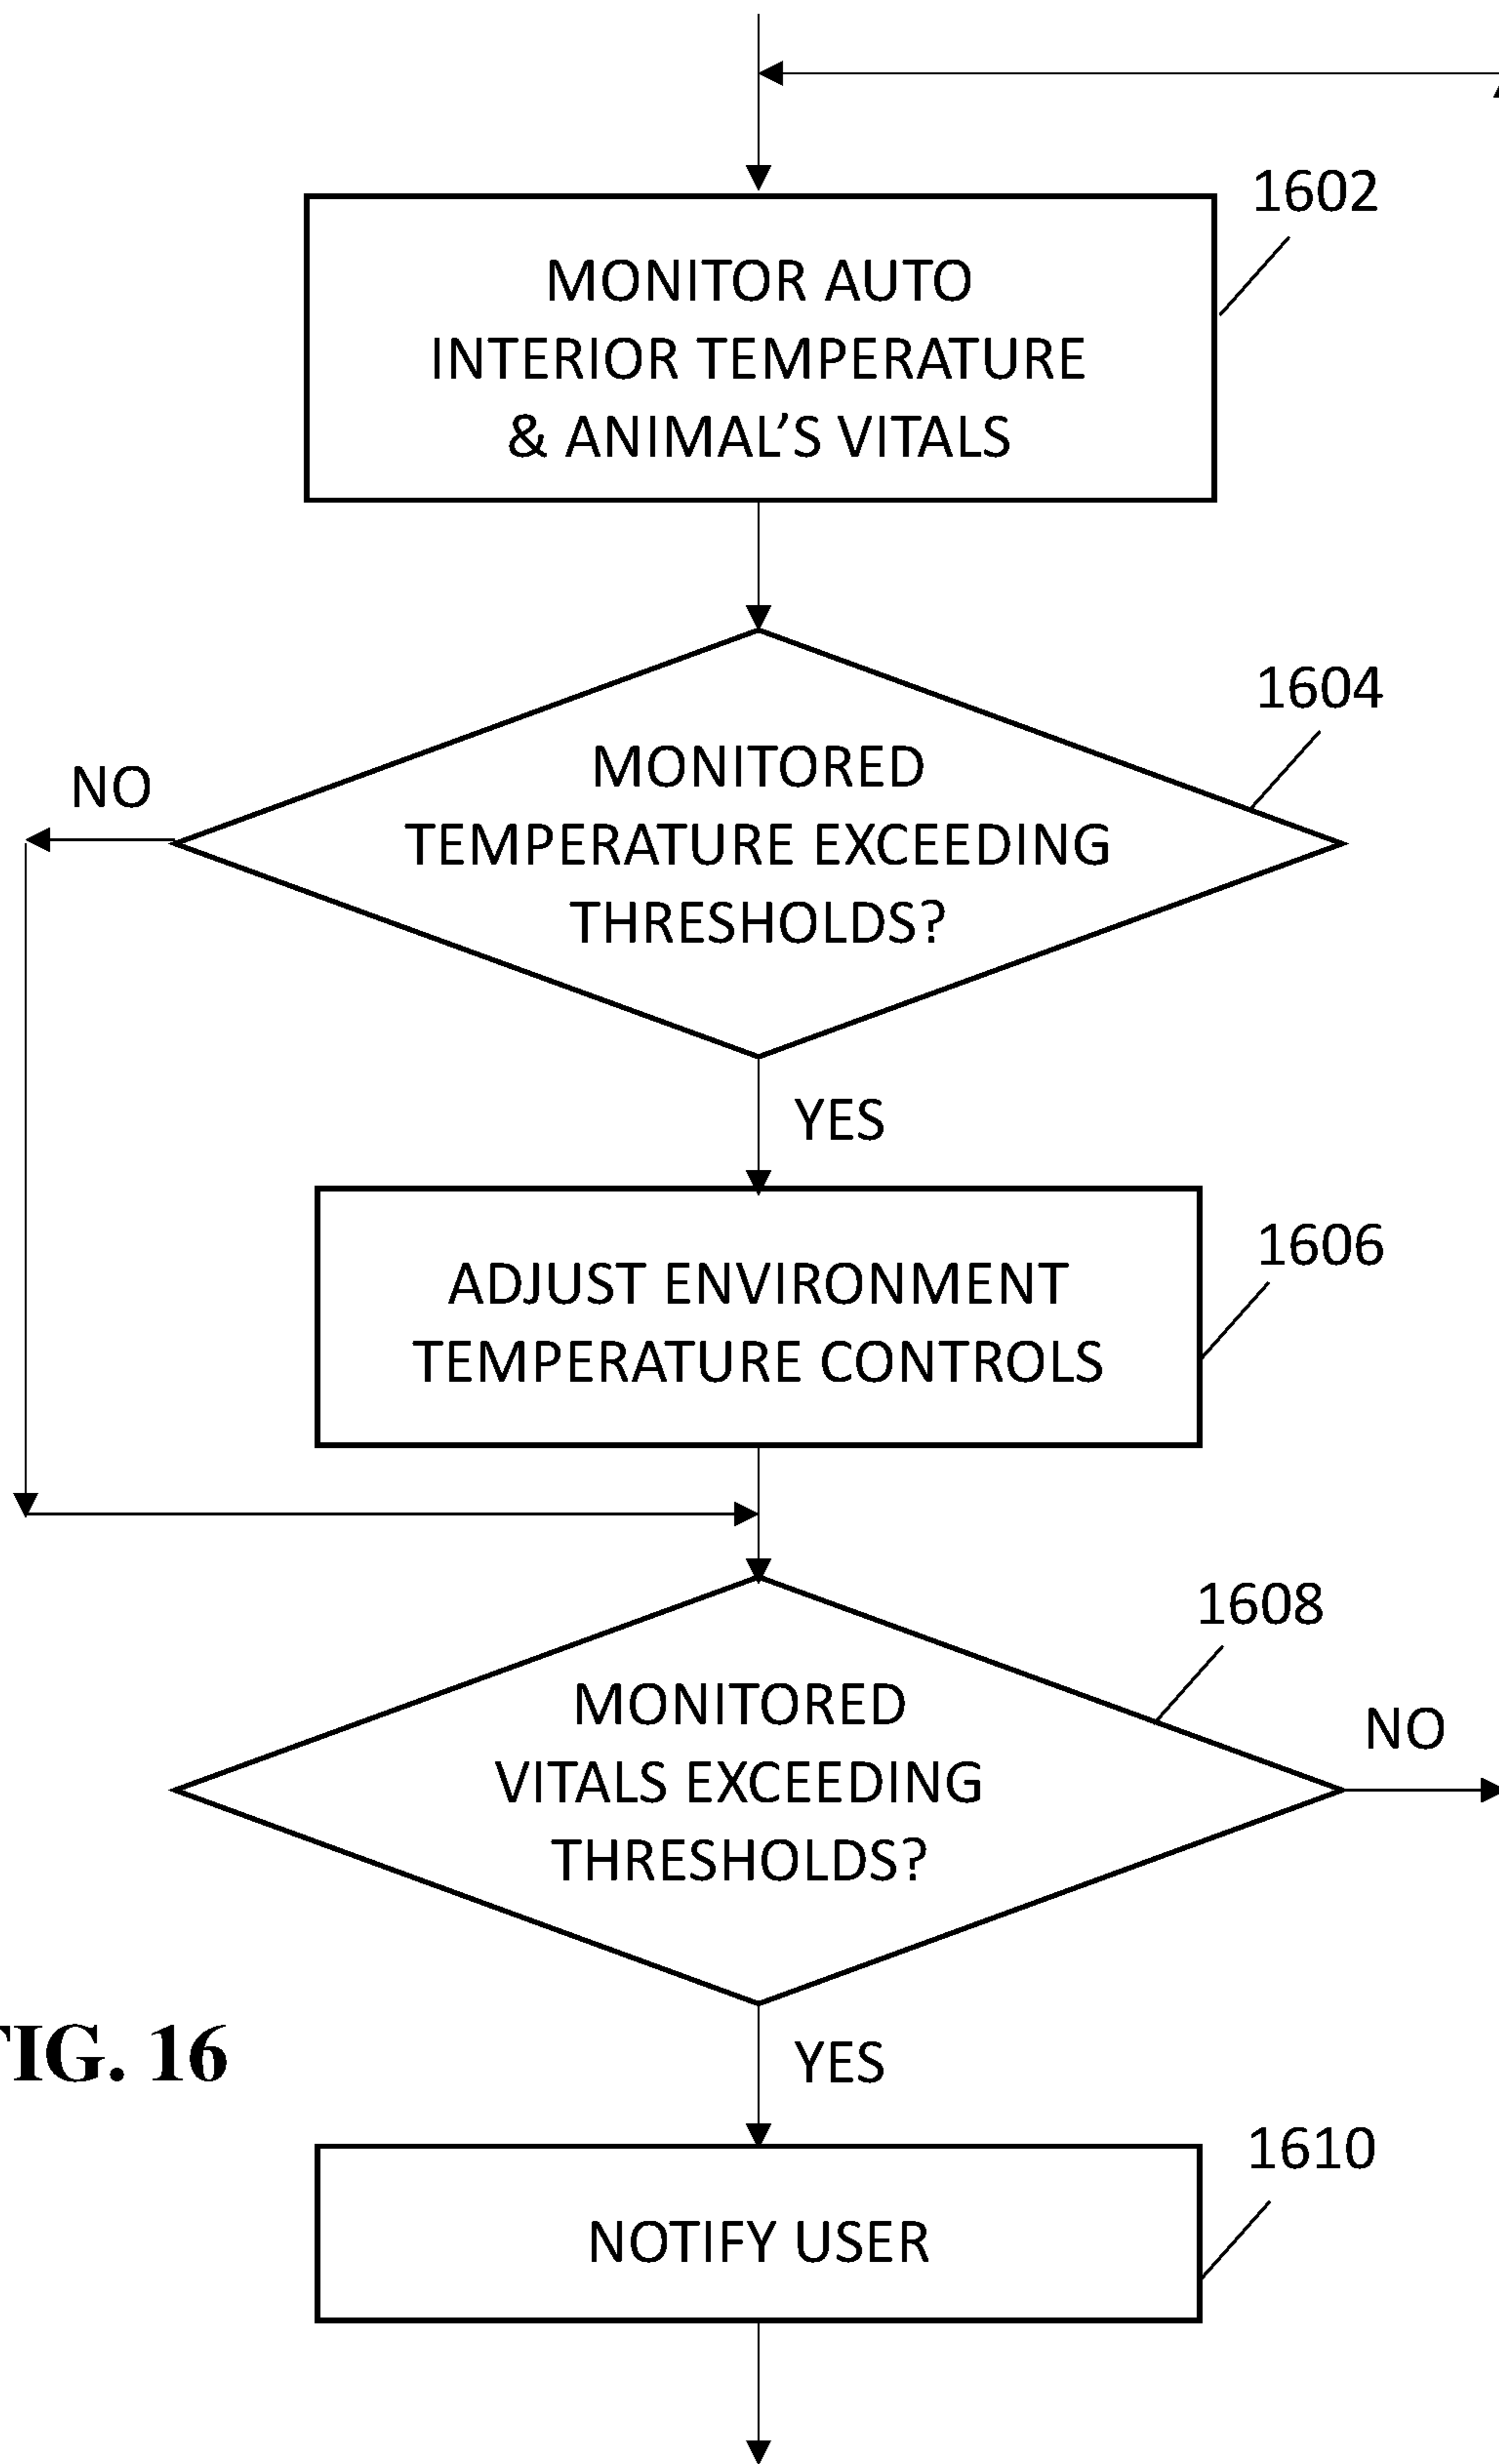 1602
MONITOR AUTO
INTERIOR TEMPERATURE
& ANIMAL’S VITALS
1604
NO
MONITORED
TEMPERATURE EXCEEDING
THRESHOLDS?
YES
1606
ADJUST ENVIRONMENT
TEMPERATURE CONTROLS
1608
MONITORED
VITALS EXCEEDING
THRESHOLDS?
NO
IG. 16
YES
1610
NOTIFY USER